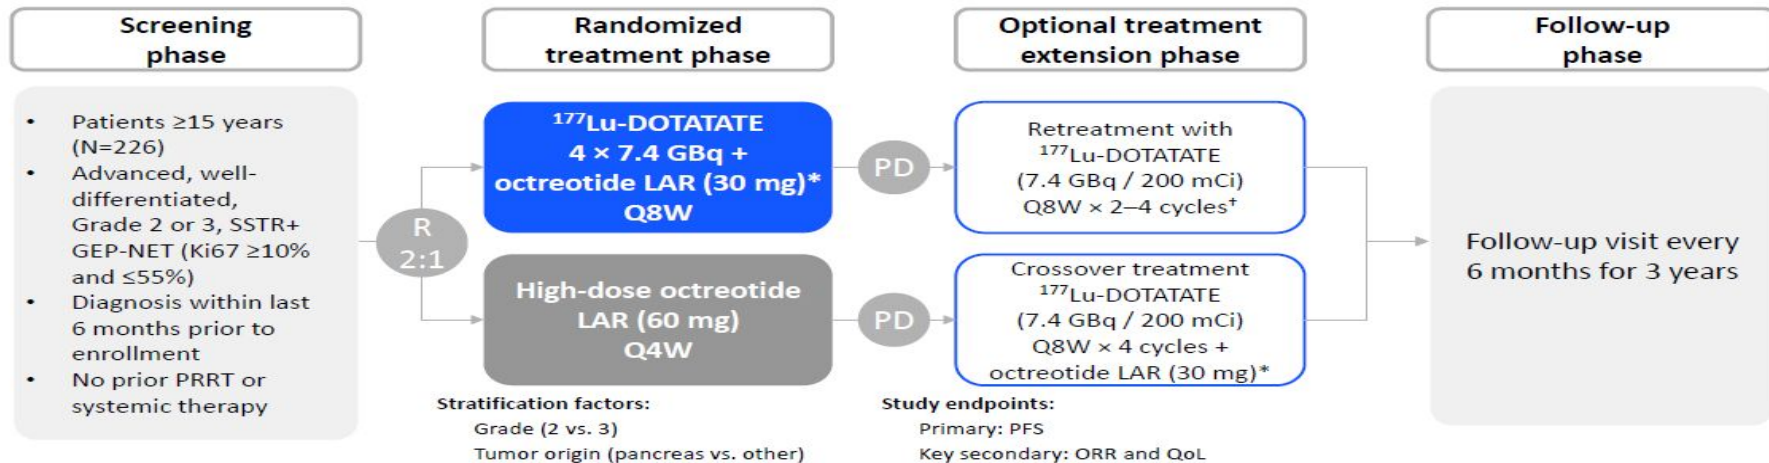 Screening
phase
Randomized
treatment phase
Optional treatment
extension phase
Follow-up
phase
• Patients ≥15 years
(N=226)
• Advanced, well-
differentiated,
Grade 2 or 3, SSTR+
GEP-NET (Ki67 ≥10%
and ≤55%)
• Diagnosis within last
6 months prior to
enrollment
• No prior PRRT or
systemic therapy
R
2:1
¹⁷⁷Lu-DOTATATE
4 × 7.4 GBq +
octreotide LAR (30 mg)*
Q8W
High-dose octreotide
LAR (60 mg)
Q4W
Stratification factors:
Grade (2 vs. 3)
Tumor origin (pancreas vs. other)
PD
PD
Retreatment with
¹⁷⁷Lu-DOTATATE
(7.4 GBq / 200 mCi)
Q8W × 2–4 cycles⁺
Crossover treatment
¹⁷⁷Lu-DOTATATE
(7.4 GBq / 200 mCi)
Q8W × 4 cycles +
octreotide LAR (30 mg)*
Study endpoints:
Primary: PFS
Key secondary: ORR and QoL
Follow-up visit every
6 months for 3 years